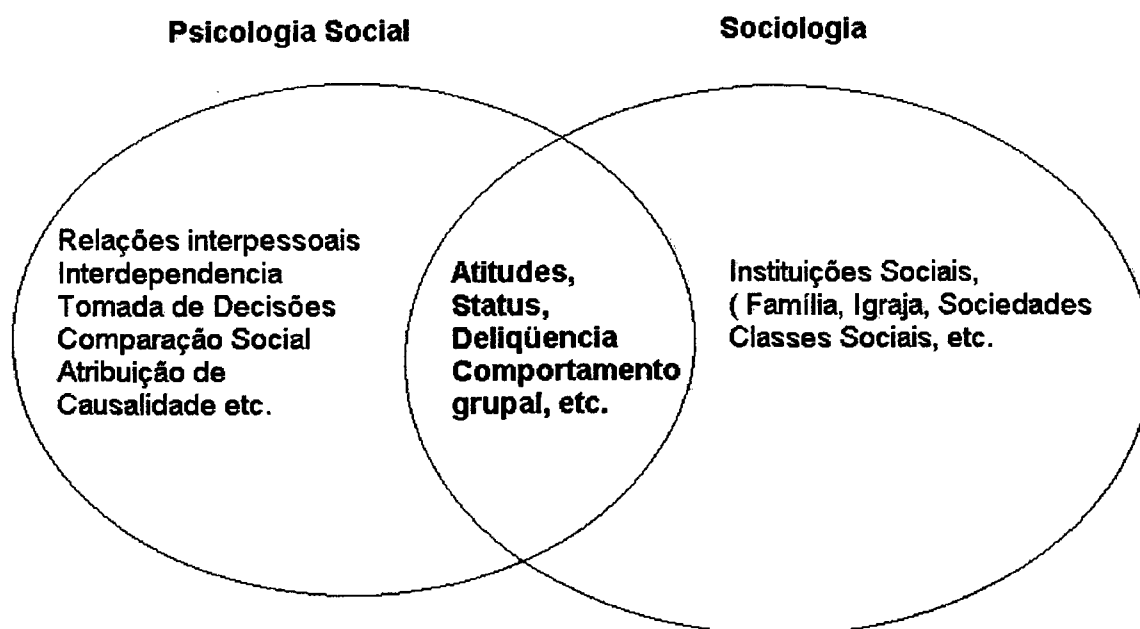 Psicologia Social
Sociologia
Relações interpessoais
Interdependencia
Tomada de Decisões
Comparação Social
Atribuição de
Causalidade etc.
Atitudes,
Status,
Deliqüencia
Comportamento
grupal, etc.
Instituições Sociais,
( Família, Igraja, Sociedades
Classes Sociais, etc.